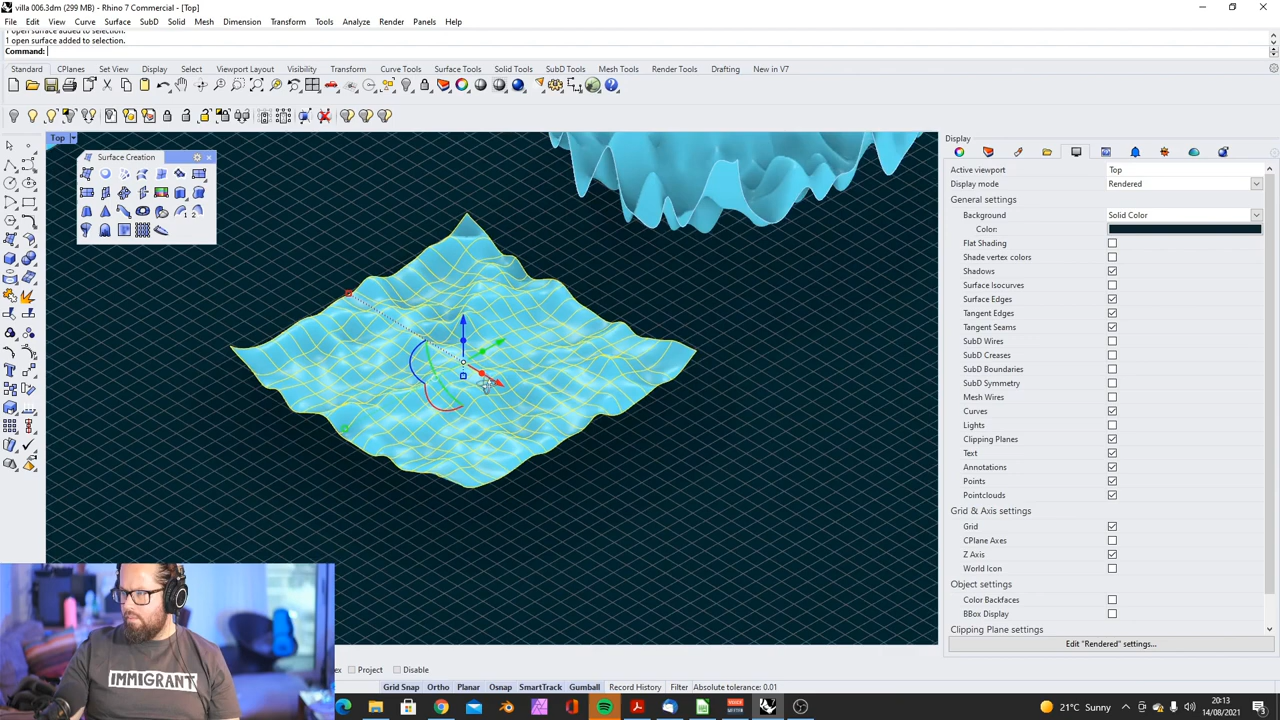 villa 006.3dm (299 MB) - Rhino 7 Commercial - [Top]
File Edit View Curve Surface SubD Solid Mesh Dimension Transform Tools Analyze Render Panels Help
1 open surface added to selection.
1 open surface added to selection.
Command:
Standard CPlanes Set View Display Select Viewport Layout Visibility Transform Curve Tools Surface Tools Solid Tools SubD Tools Mesh Tools Render Tools Drafting New in V7
Top
Surface Creation
Display
Active viewport Top
Display mode Rendered
General settings
Background Solid Color
Color:
Flat Shading
Shade vertex colors
Shadows
Surface Isocurves
Surface Edges
Tangent Edges
Tangent Seams
SubD Wires
SubD Creases
SubD Boundaries
SubD Symmetry
Mesh Wires
Curves
Lights
Clipping Planes
Text
Annotations
Points
Pointclouds
Grid & Axis settings
Grid
CPlane Axes
Z Axis
World Icon
Object settings
Color Backfaces
BBox Display
Clipping Plane settings
Edit "Rendered" settings...
IMMIGRANT
Project Disable
Grid Snap Ortho Planar Osnap SmartTrack Gumball Record History Filter Absolute tolerance: 0.01
21°C Sunny
20:13
14/08/2021